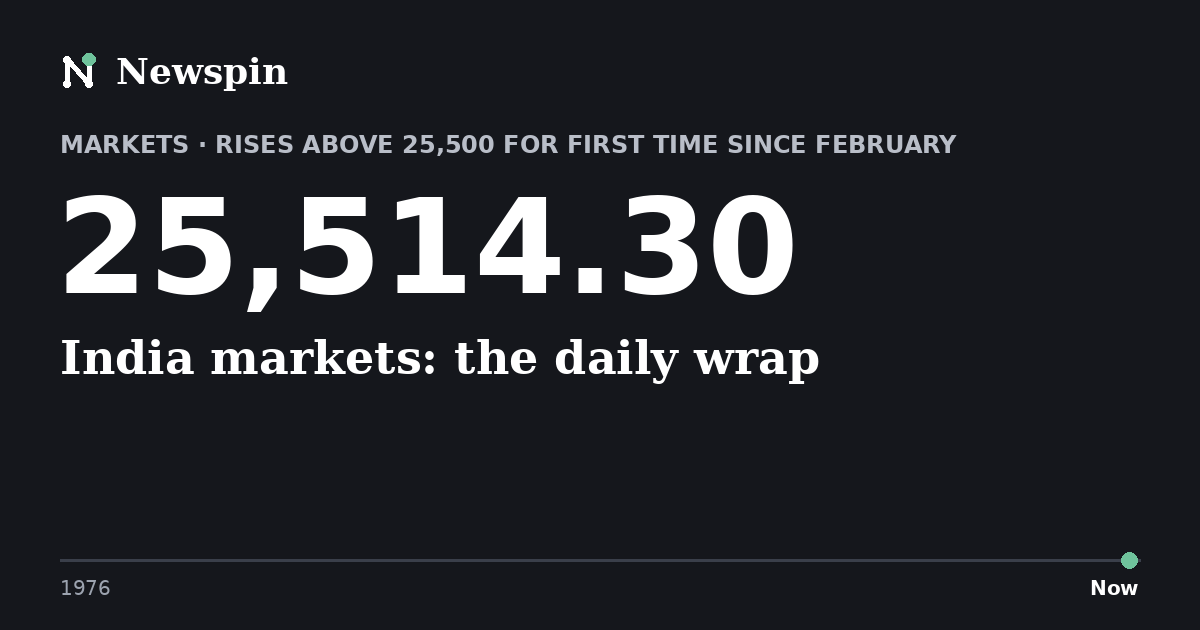 Newspin
MARKETS · RISES ABOVE 25,500 FOR FIRST TIME SINCE FEBRUARY
25,514.30
India markets: the daily wrap
1976
Now